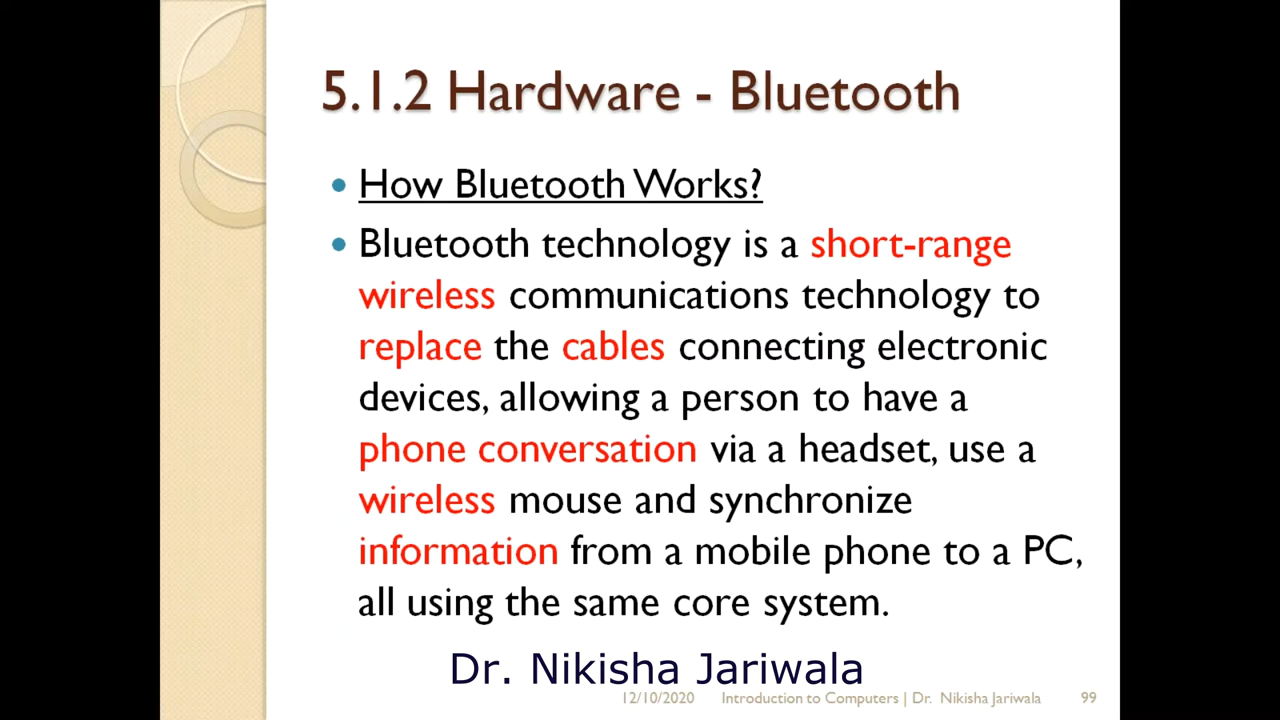 5.1.2 Hardware - Bluetooth
• How Bluetooth Works?
• Bluetooth technology is a short-range
wireless communications technology to
replace the cables connecting electronic
devices, allowing a person to have a
phone conversation via a headset, use a
wireless mouse and synchronize
information from a mobile phone to a PC,
all using the same core system.
Dr. Nikisha Jariwala
12/10/2020 Introduction to Computers | Dr. Nikisha Jariwala 99